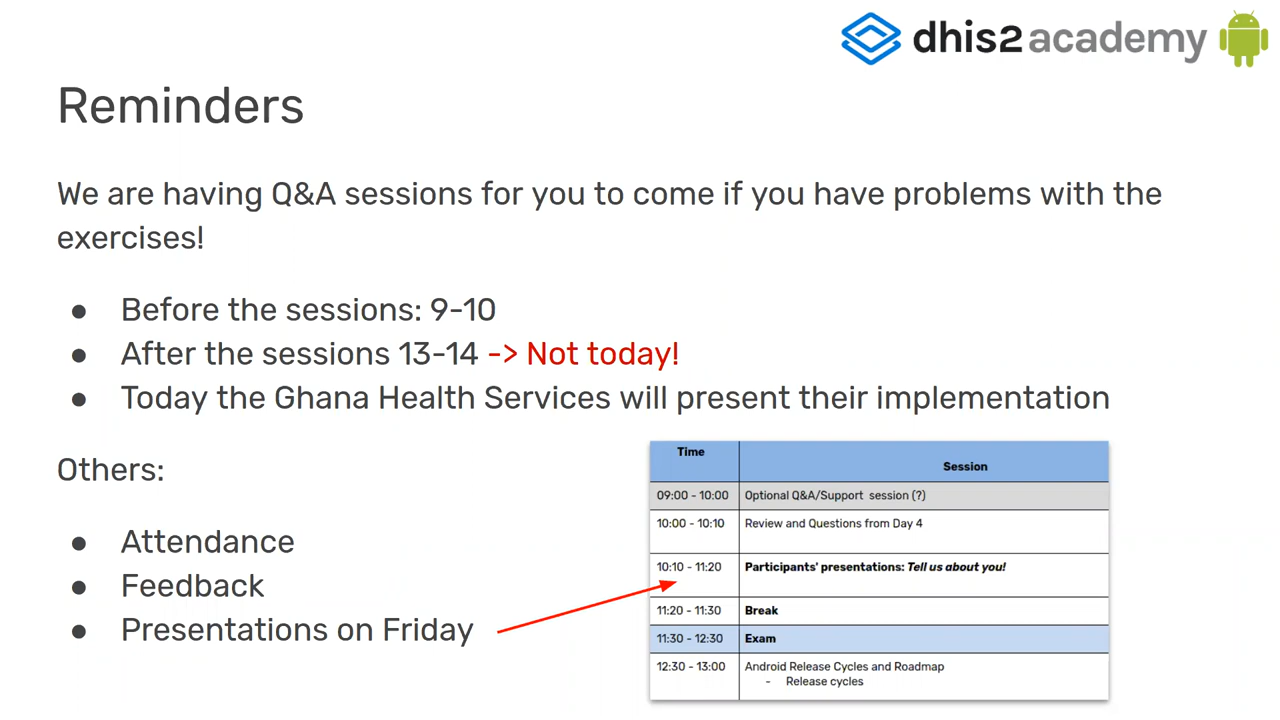 dhis2academy
Reminders
We are having Q&A sessions for you to come if you have problems with the
exercises!
● Before the sessions: 9-10
● After the sessions 13-14 -> Not today!
● Today the Ghana Health Services will present their implementation
Others:
● Attendance
● Feedback
● Presentations on Friday
Time Session
09:00 - 10:00 Optional Q&A/Support session (?)
10:00 - 10:10 Review and Questions from Day 4
10:10 - 11:20 Participants' presentations: Tell us about you!
11:20 - 11:30 Break
11:30 - 12:30 Exam
12:30 - 13:00 Android Release Cycles and Roadmap
- Release cycles